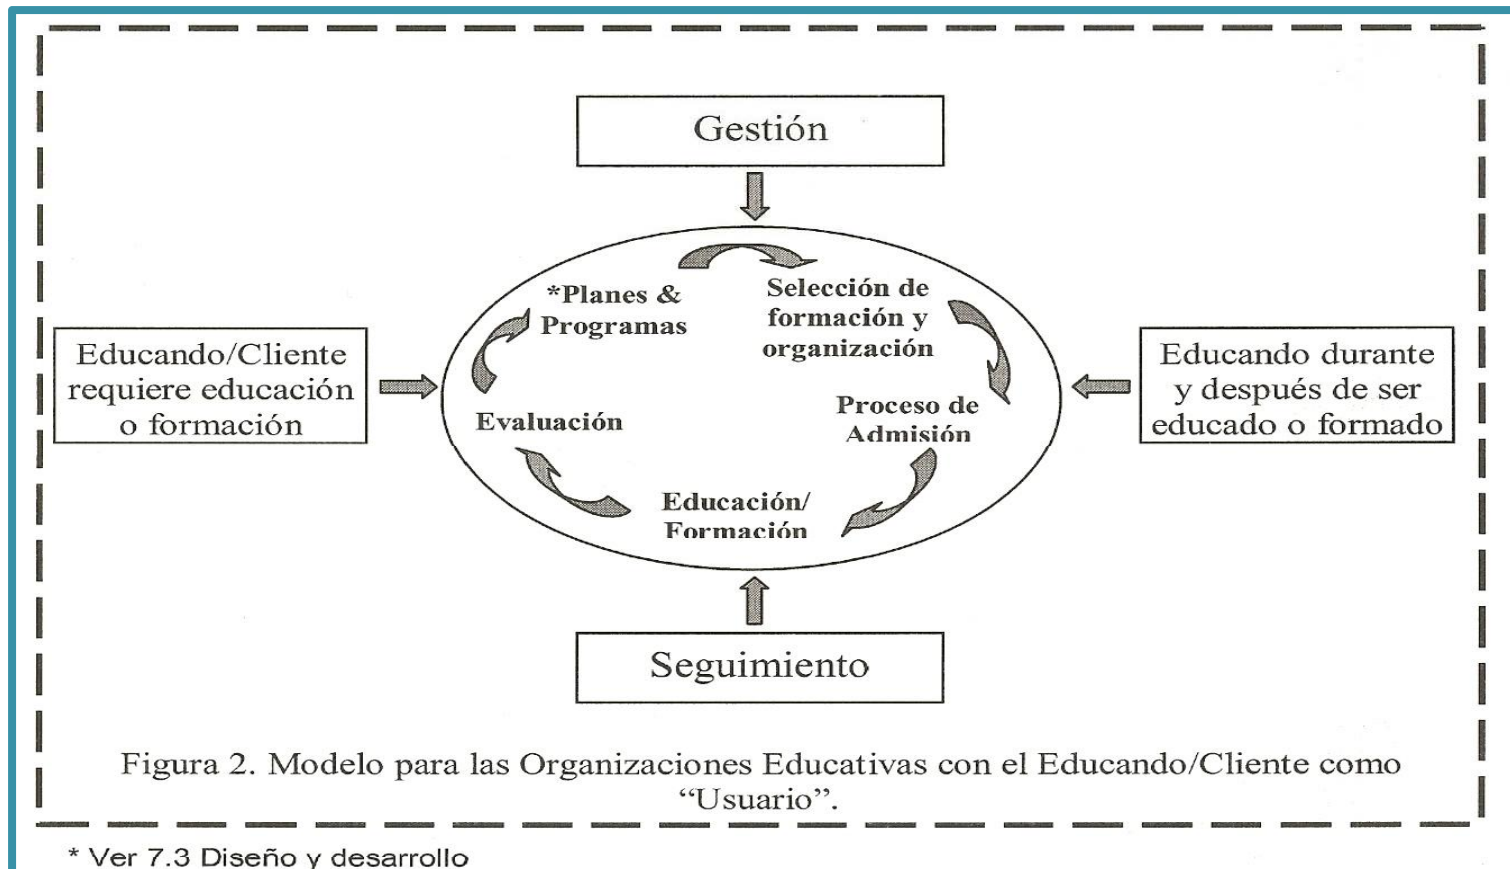 Gestión
*Planes &
Programas
Selección de
formación y
organización
Educando/Cliente
requiere educación
o formación
Educando durante
y después de ser
educado o formado
Evaluación
Proceso de
Admisión
Educación/
Formación
Seguimiento
Figura 2. Modelo para las Organizaciones Educativas con el Educando/Cliente como
“Usuario”.
* Ver 7.3 Diseño y desarrollo